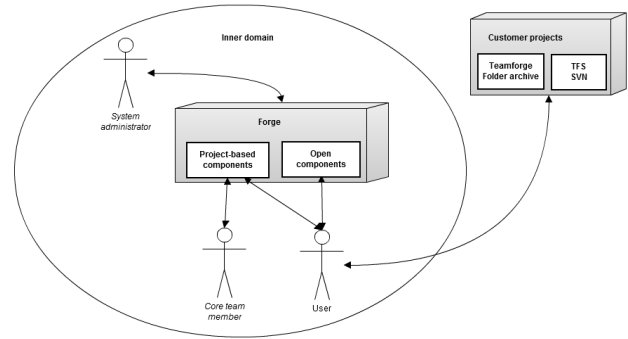 Inner domain
Customer projects
Teamforge
Folder archive
TFS
SVN
System
administrator
Forge
Project-based
components
Open
components
Core team
member
User